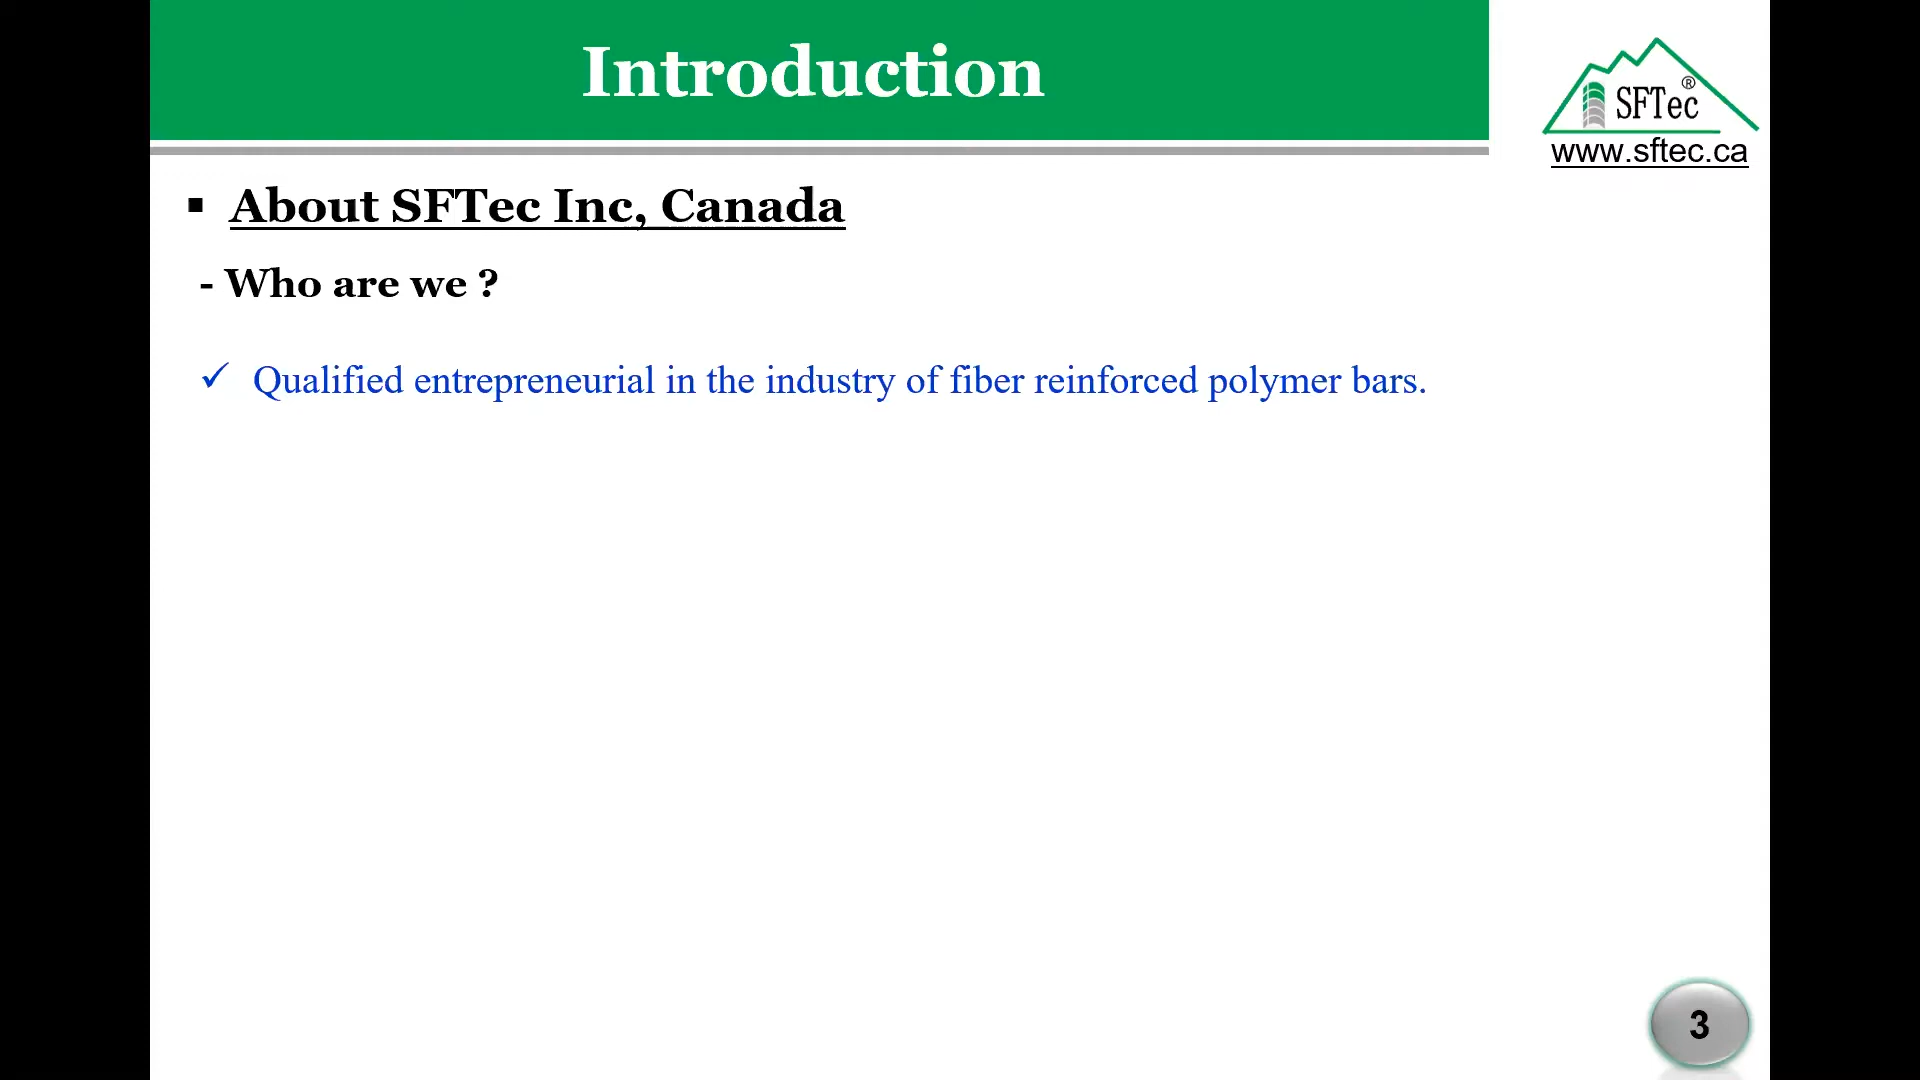 Introduction
SFTec®
www.sftec.ca
▪ About SFTec Inc, Canada
- Who are we ?
✓ Qualified entrepreneurial in the industry of fiber reinforced polymer bars.
3